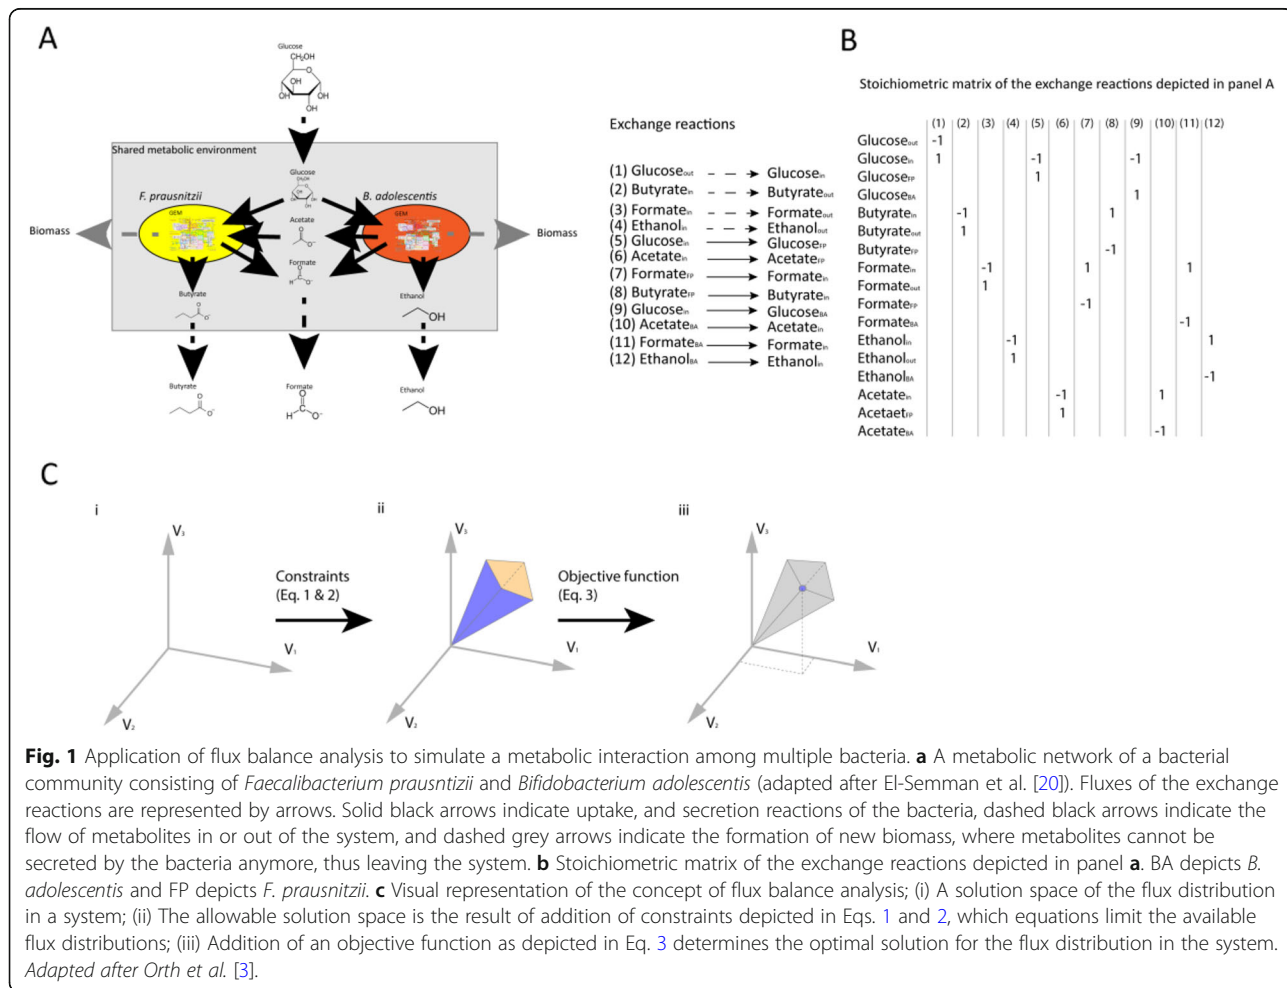 A
Glucose
CH₂OH
O
OH
OH
OH
OH
Shared metabolic environment
Glucose
F. prausnitzii
B. adolescentis
GEM
GEM
Acetate
Biomass
Biomass
Formate
Butyrate
Ethanol
OH
Butyrate
Formate
Ethanol
O
O⁻
H
O
O⁻
OH
Exchange reactions
(1) Glucoseout Glucosein
(2) Butyratein Butyrateout
(3) Formatein Formateout
(4) Ethanolin Ethanolout
(5) Glucosein GlucoseFP
(6) Acetatein AcetateFP
(7) FormateFP Formatein
(8) ButyrateFP Butyratein
(9) Glucosein GlucoseBA
(10) AcetateBA Acetatein
(11) FormateBA Formatein
(12) EthanolBA Ethanolin
B
Stoichiometric matrix of the exchange reactions depicted in panel A
(1) (2) (3) (4) (5) (6) (7) (8) (9) (10) (11) (12)
Glucoseout -1
Glucosein 1 -1 -1
GlucoseFP 1
GlucoseBA 1
Butyratein -1 1
Butyrateout 1
ButyrateFP -1
Formatein -1 1 1
Formateout 1
FormateFP -1
FormateBA -1
Ethanolin -1 1
Ethanolout 1
EthanolBA -1
Acetatein -1 1
AcetaetFP 1
AcetateBA -1
C
i
V₃
V₁
V₂
Constraints
(Eq. 1 & 2)
ii
V₃
V₁
V₂
Objective function
(Eq. 3)
iii
V₃
V₁
V₂
Fig. 1 Application of flux balance analysis to simulate a metabolic interaction among multiple bacteria. a A metabolic network of a bacterial
community consisting of Faecalibacterium prausntizii and Bifidobacterium adolescentis (adapted after El-Semman et al. [20]). Fluxes of the exchange
reactions are represented by arrows. Solid black arrows indicate uptake, and secretion reactions of the bacteria, dashed black arrows indicate the
flow of metabolites in or out of the system, and dashed grey arrows indicate the formation of new biomass, where metabolites cannot be
secreted by the bacteria anymore, thus leaving the system. b Stoichiometric matrix of the exchange reactions depicted in panel a. BA depicts B.
adolescentis and FP depicts F. prausnitzii. c Visual representation of the concept of flux balance analysis; (i) A solution space of the flux distribution
in a system; (ii) The allowable solution space is the result of addition of constraints depicted in Eqs. 1 and 2, which equations limit the available
flux distributions; (iii) Addition of an objective function as depicted in Eq. 3 determines the optimal solution for the flux distribution in the system.
Adapted after Orth et al. [3].